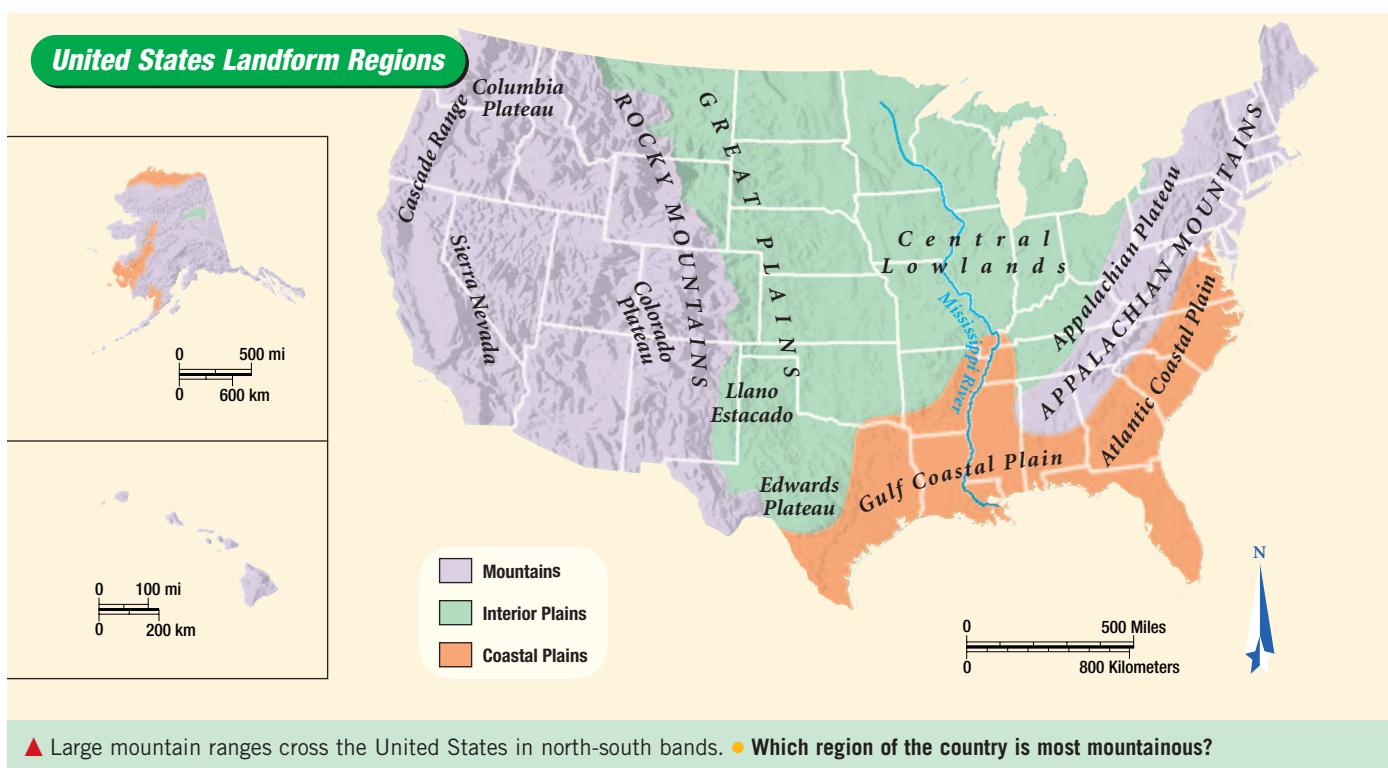 United States Landform Regions
Columbia
Plateau
Cascade Range
ROCKY MOUNTAINS
GREAT PLAINS
Sierra Nevada
Colorado
Plateau
Central
Lowlands
Mississippi River
Appalachian Plateau
APPALACHIAN MOUNTAINS
Atlantic Coastal Plain
Llano
Estacado
Edwards
Plateau
Gulf Coastal Plain
0 500 mi
0 600 km
0 100 mi
0 200 km
Mountains
Interior Plains
Coastal Plains
0 500 Miles
0 800 Kilometers
N
Large mountain ranges cross the United States in north-south bands. Which region of the country is most mountainous?